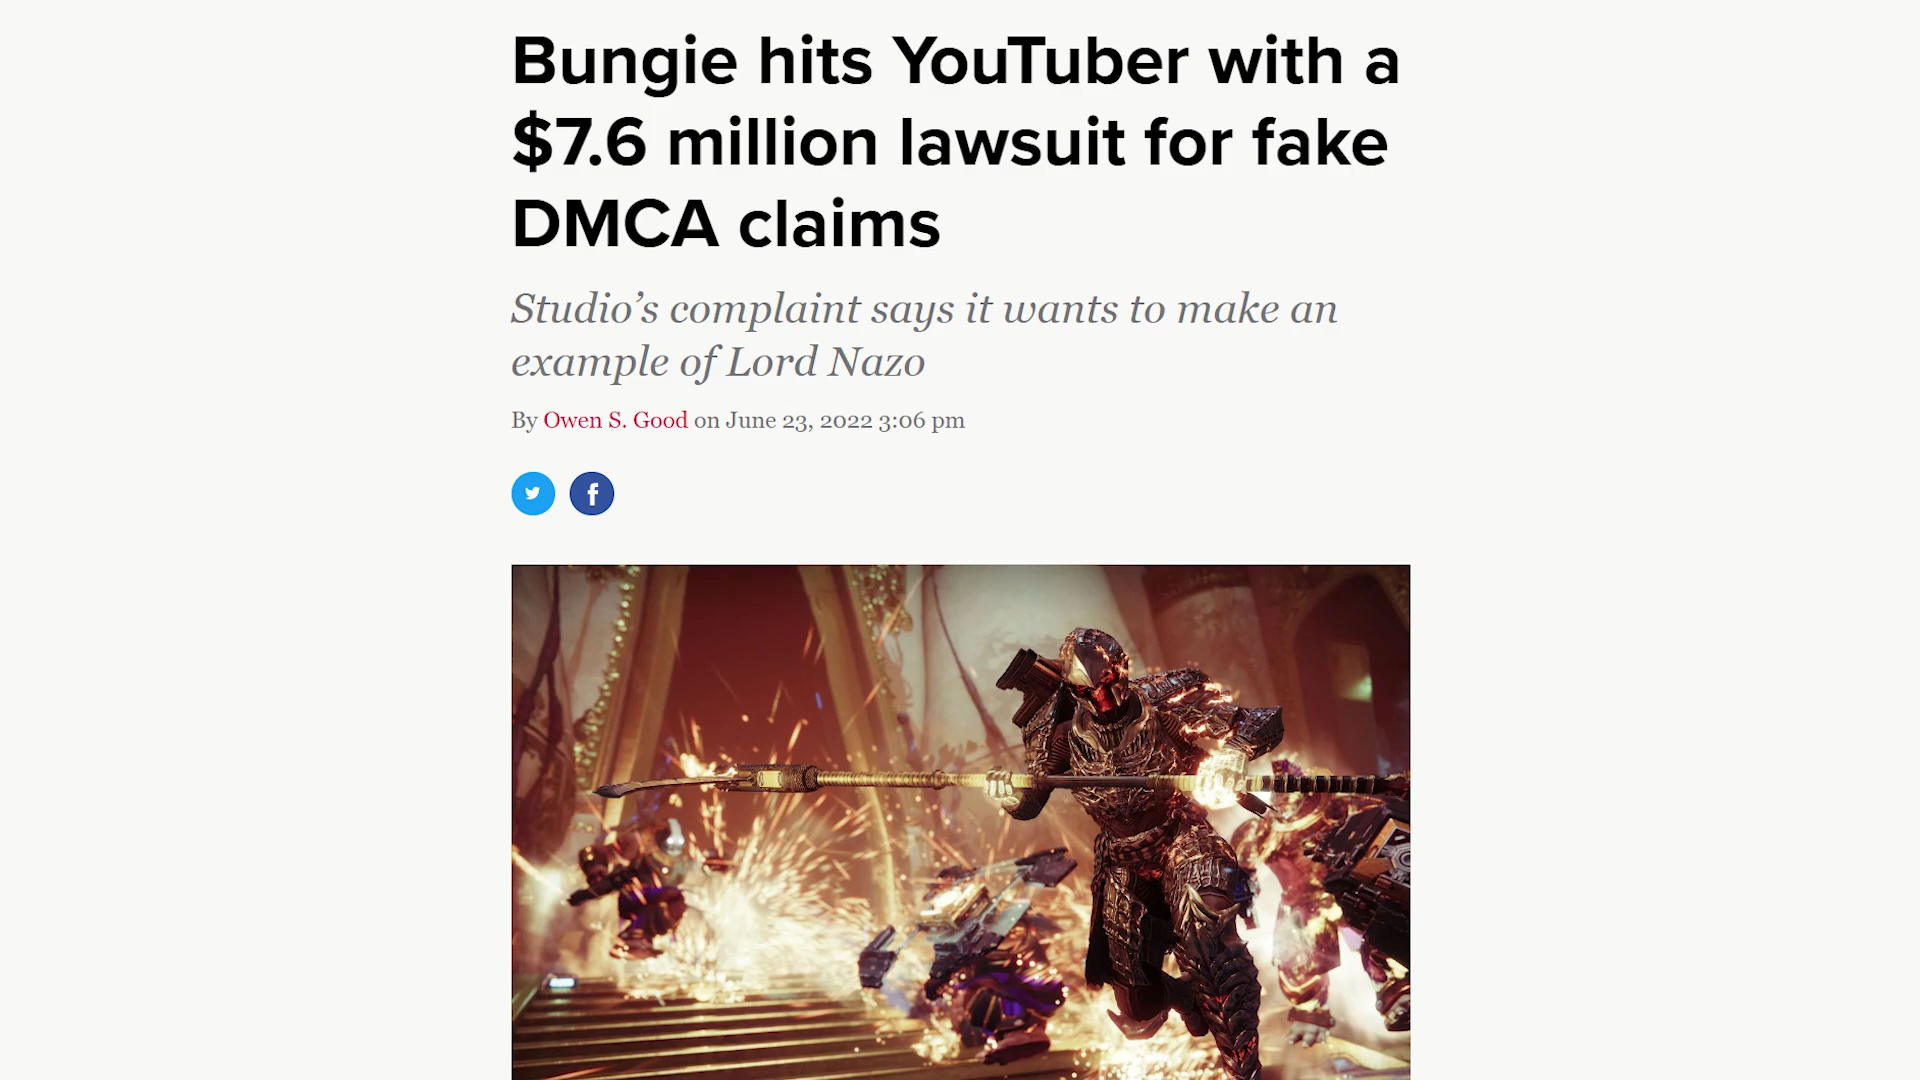 Bungie hits YouTuber with a
$7.6 million lawsuit for fake
DMCA claims
Studio’s complaint says it wants to make an
example of Lord Nazo
By Owen S. Good on June 23, 2022 3:06 pm